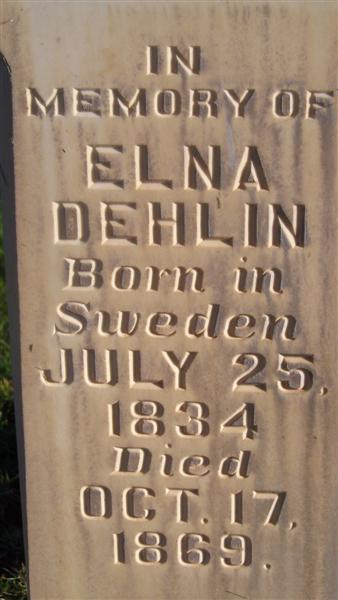 IN
MEMORY OF
ELNA
DEHLIN
Born in
Sweden
JULY 25,
1834
Died
OCT. 17,
1869.